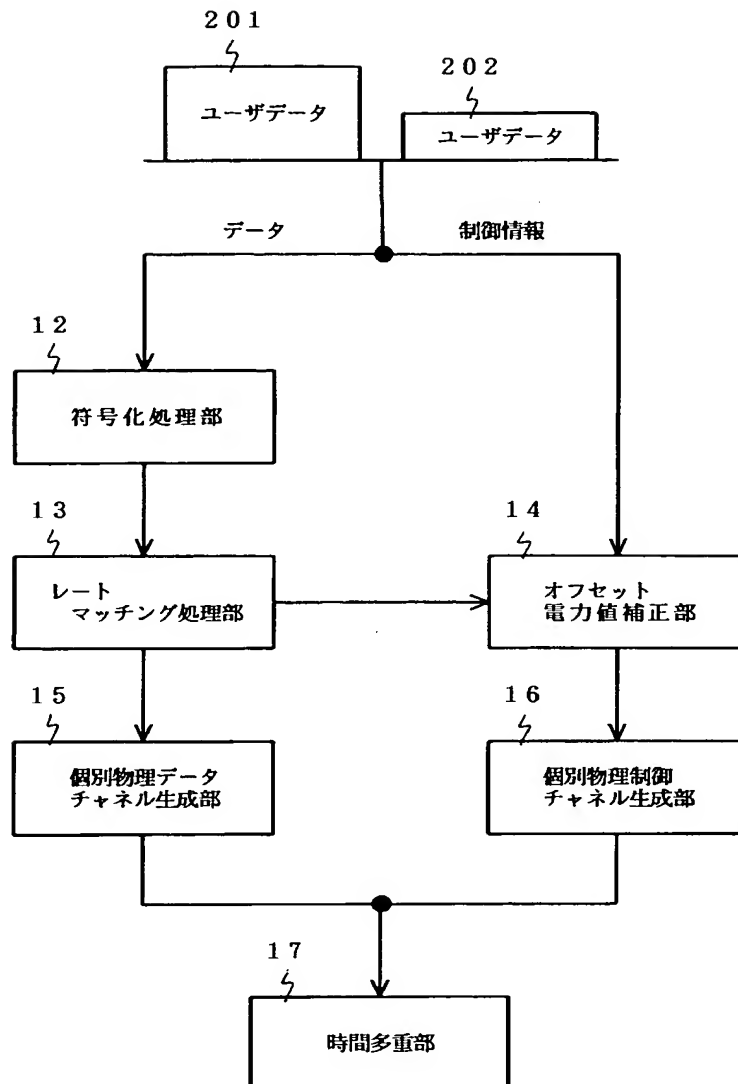 201
202
ユーザデータ
ユーザデータ
データ
制御情報
12
符号化処理部
13
14
レート
マッチング処理部
オフセット
電力値補正部
15
16
個別物理データ
チャネル生成部
個別物理制御
チャネル生成部
17
時間多重部